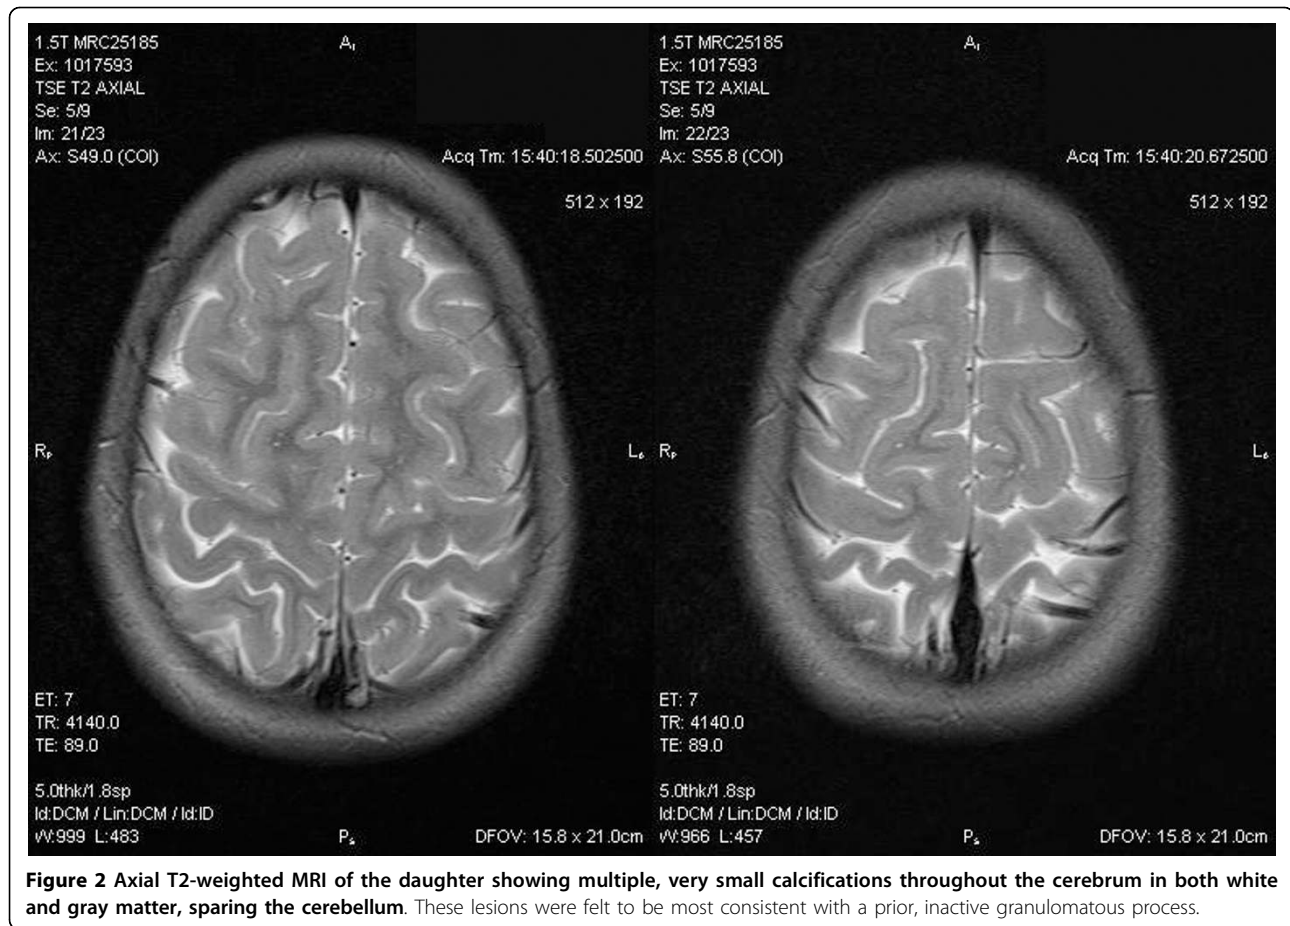 1.5T MRC25185
Ex: 1017593
TSE T2 AXIAL
Se: 5/9
Im: 21/23
Ax: S49.0 (COI)
A
Acq Tm: 15:40:18.502500
512 x 192
R
L
ET: 7
TR: 4140.0
TE: 89.0
5.0thk/1.8sp
Id:DCM / Lin:DCM / Id:ID
W:999 L:483
P
DFOV: 15.8 x 21.0cm
1.5T MRC25185
Ex: 1017593
TSE T2 AXIAL
Se: 5/9
Im: 22/23
Ax: S55.8 (COI)
A
Acq Tm: 15:40:20.672500
512 x 192
R
L
ET: 7
TR: 4140.0
TE: 89.0
5.0thk/1.8sp
Id:DCM / Lin:DCM / Id:ID
W:966 L:457
P
DFOV: 15.8 x 21.0cm
Figure 2 Axial T2-weighted MRI of the daughter showing multiple, very small calcifications throughout the cerebrum in both white
and gray matter, sparing the cerebellum. These lesions were felt to be most consistent with a prior, inactive granulomatous process.